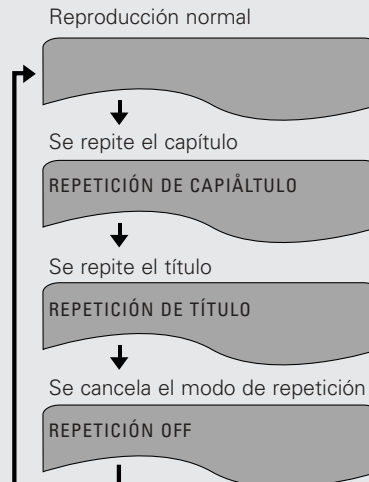 Reproducción normal
Se repite el capítulo
REPETICIÓN DE CAPIÅLTULO
Se repite el título
REPETICIÓN DE TÍTULO
Se cancela el modo de repetición
REPETICIÓN OFF